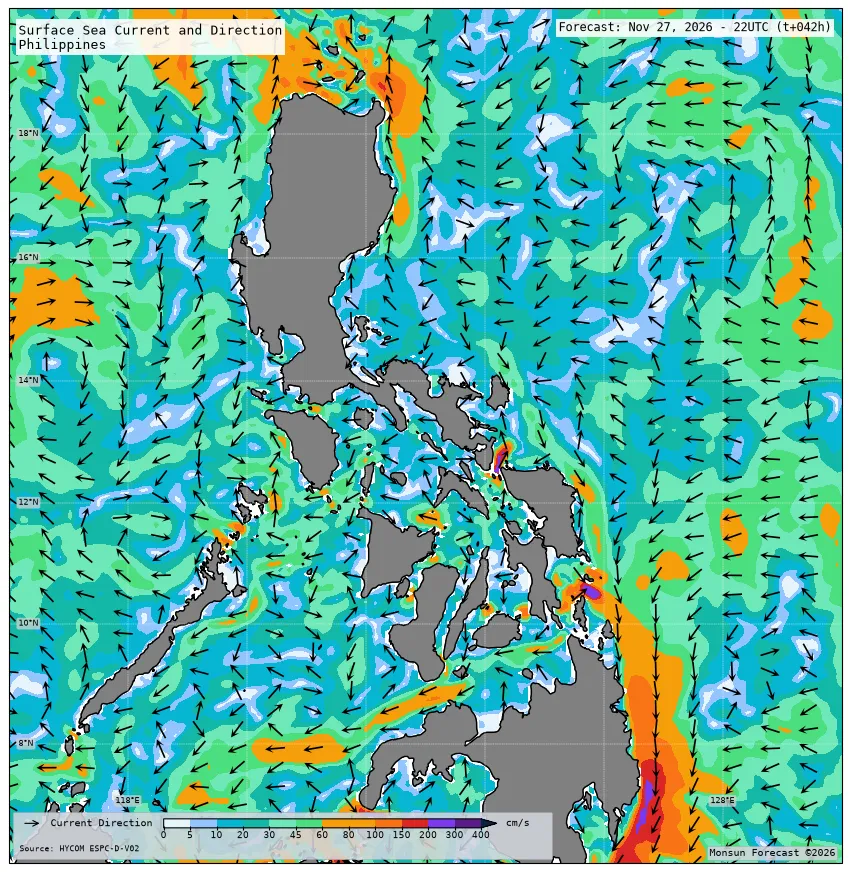 Surface Sea Current and Direction
Philippines
Forecast: Nov 27, 2026 - 22UTC (t+042h)
18°N
16°N
14°N
12°N
10°N
8°N
118°E
128°E
Current Direction
cm/s
0 5 10 20 30 45 60 80 100 150 200 300 400
Source: HYCOM ESPC-D-V02
Monsun Forecast ©2026